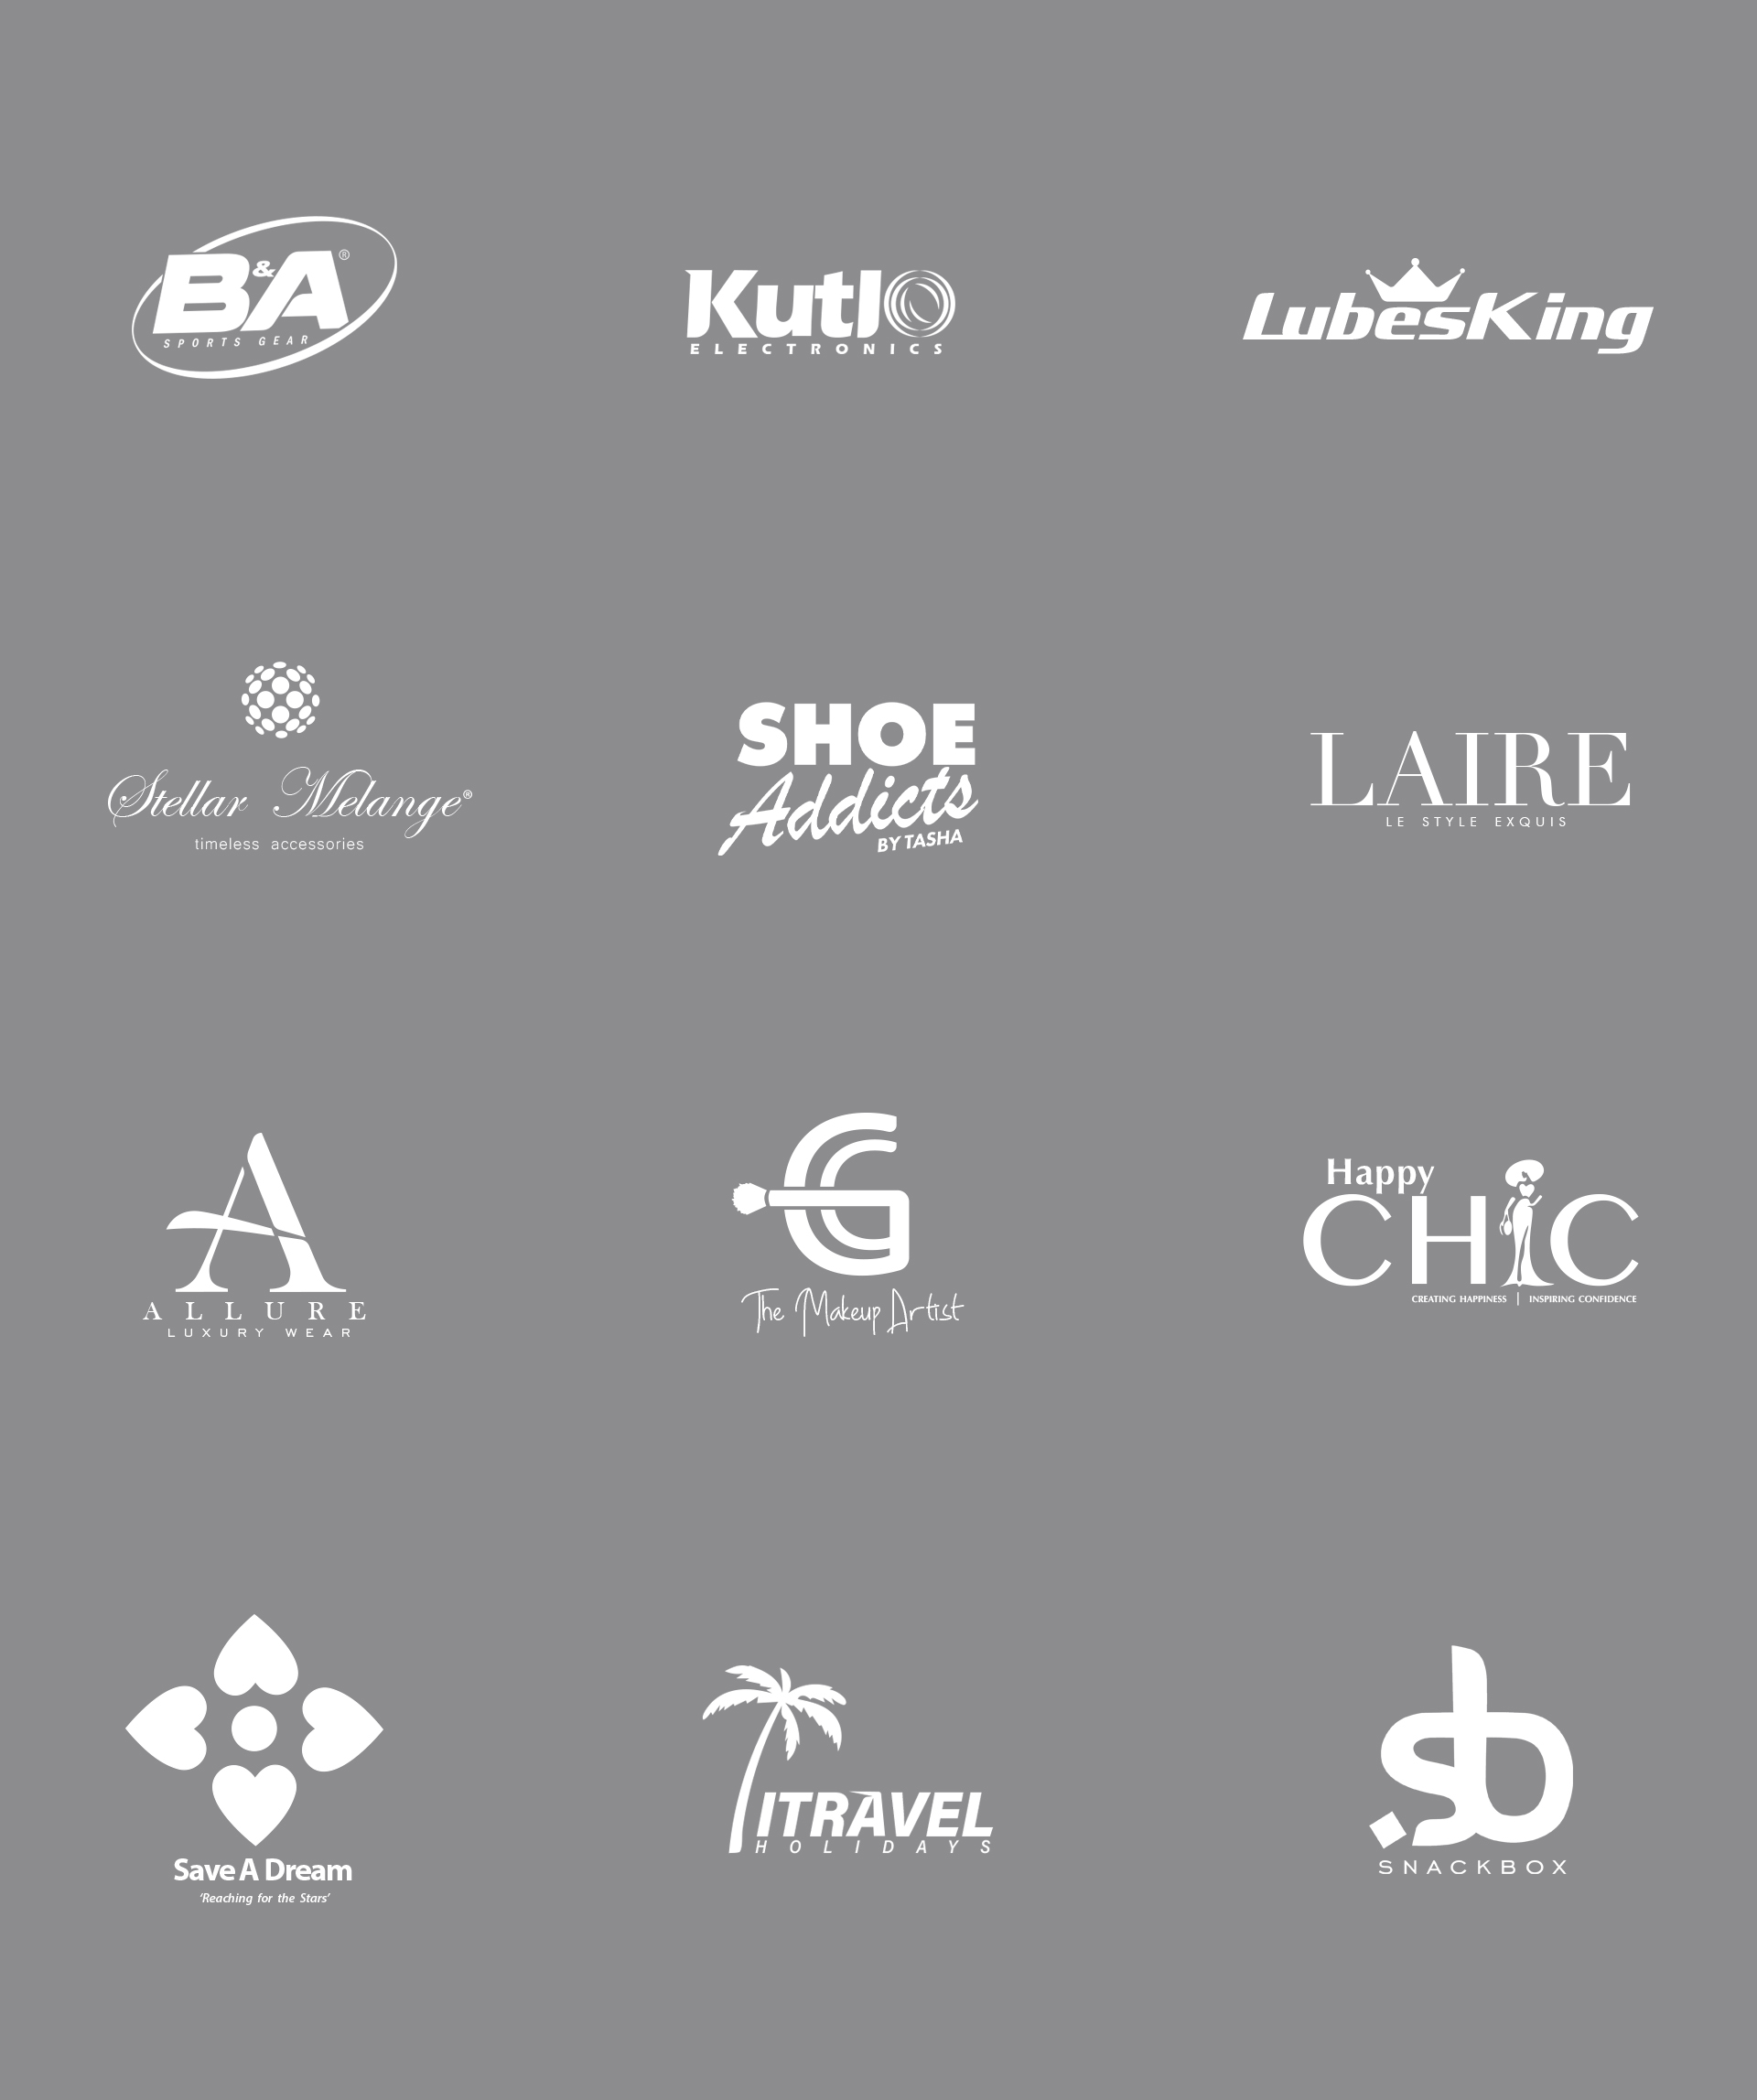 B&A®
SPORTS GEAR
Kutlo
ELECTRONICS
LubesKing
Stellar Melange®
timeless accessories
SHOE
Addicts
BY TASHA
LAIRE
LE STYLE EXQUIS
A
ALLURE
LUXURY WEAR
G
The Makeup Artist
Happy
CHIC
CREATING HAPPINESS | INSPIRING CONFIDENCE
Save A Dream
'Reaching for the Stars'
ITRAVEL
HOLIDAYS
sb
SNACKBOX